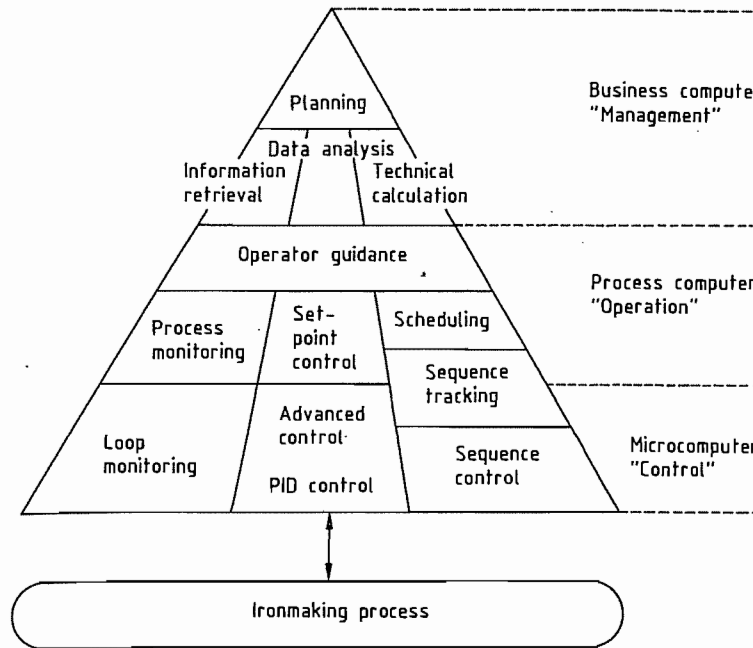 Planning
Business compute
"Management"
Data analysis
Information
retrieval
Technical
calculation
Operator guidance
Process computer
"Operation"
Process
monitoring
Set-
point
control
Scheduling
Sequence
tracking
Loop
monitoring
Advanced
control
PID control
Sequence
control
Microcomputer
"Control"
Ironmaking process